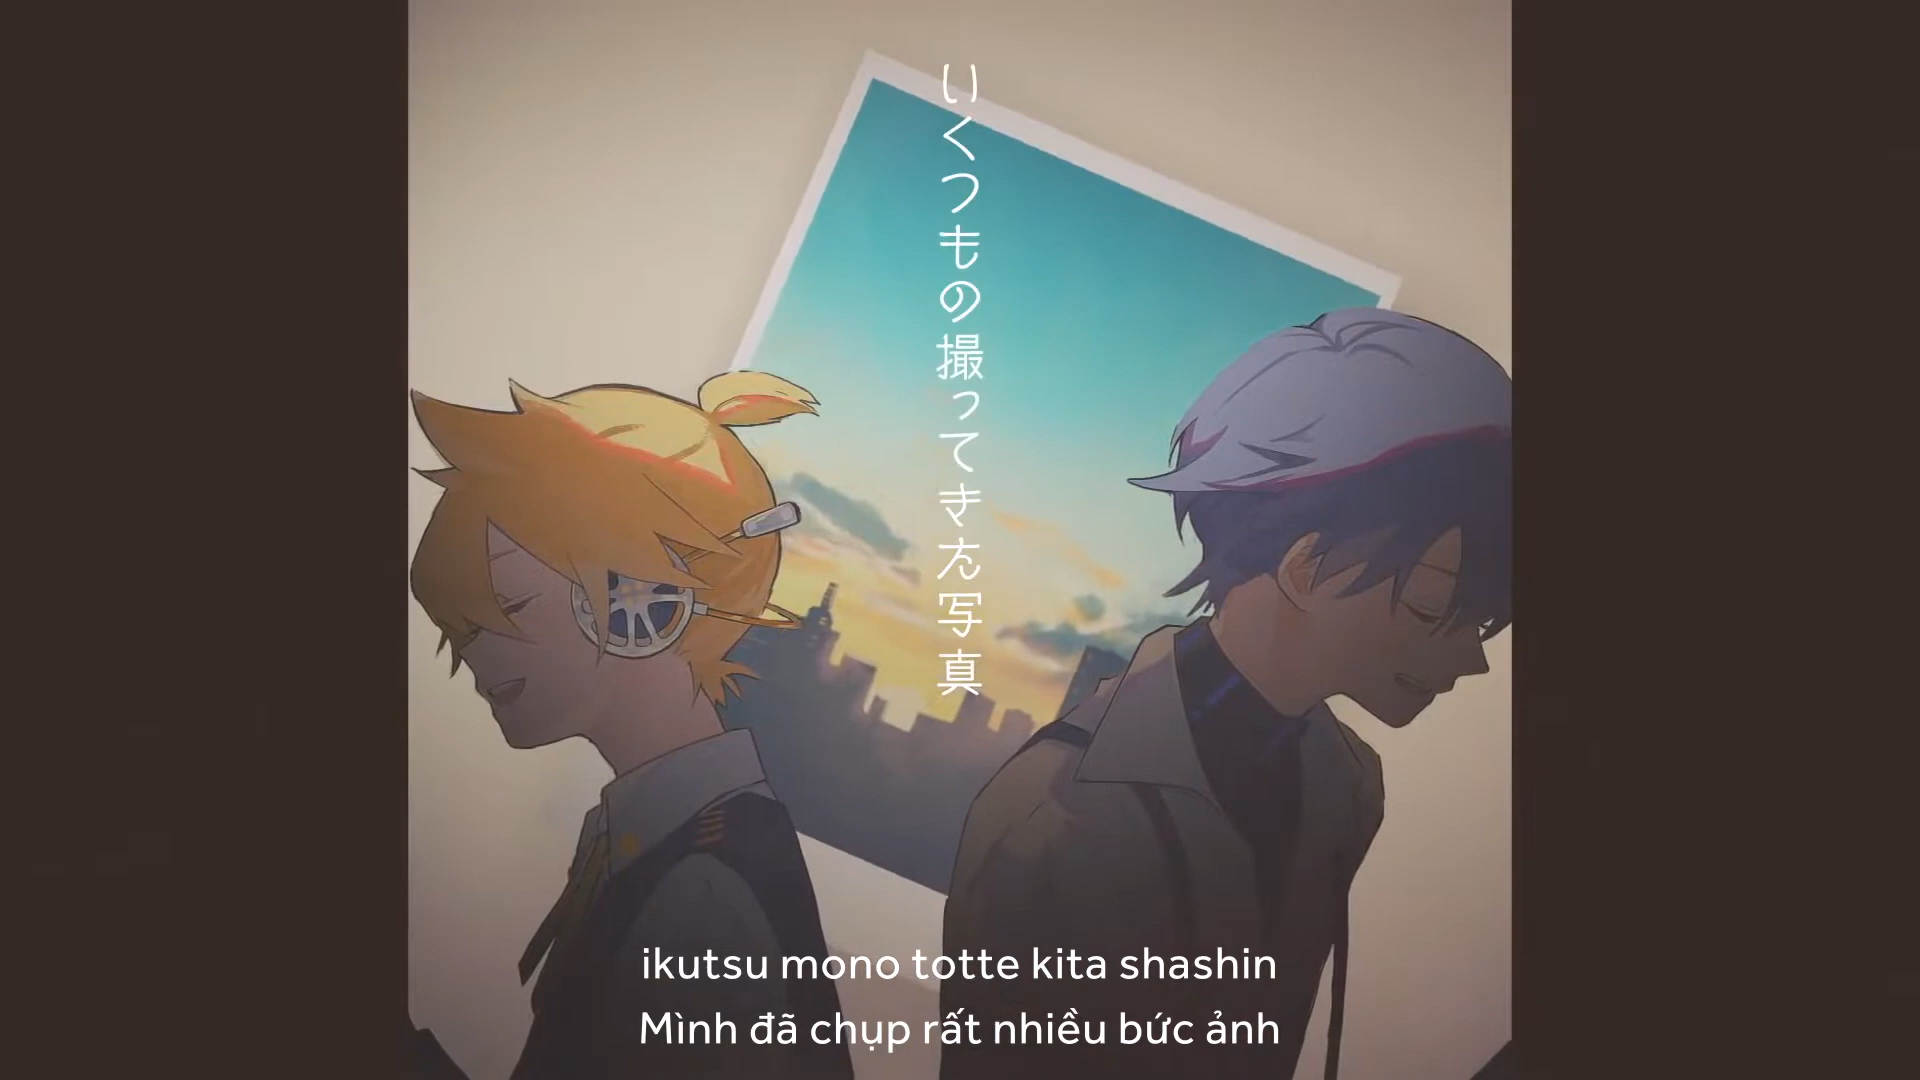 いくつもの撮ってきた写真
ikutsu mono totte kita shashin
Mình đã chụp rất nhiều bức ảnh